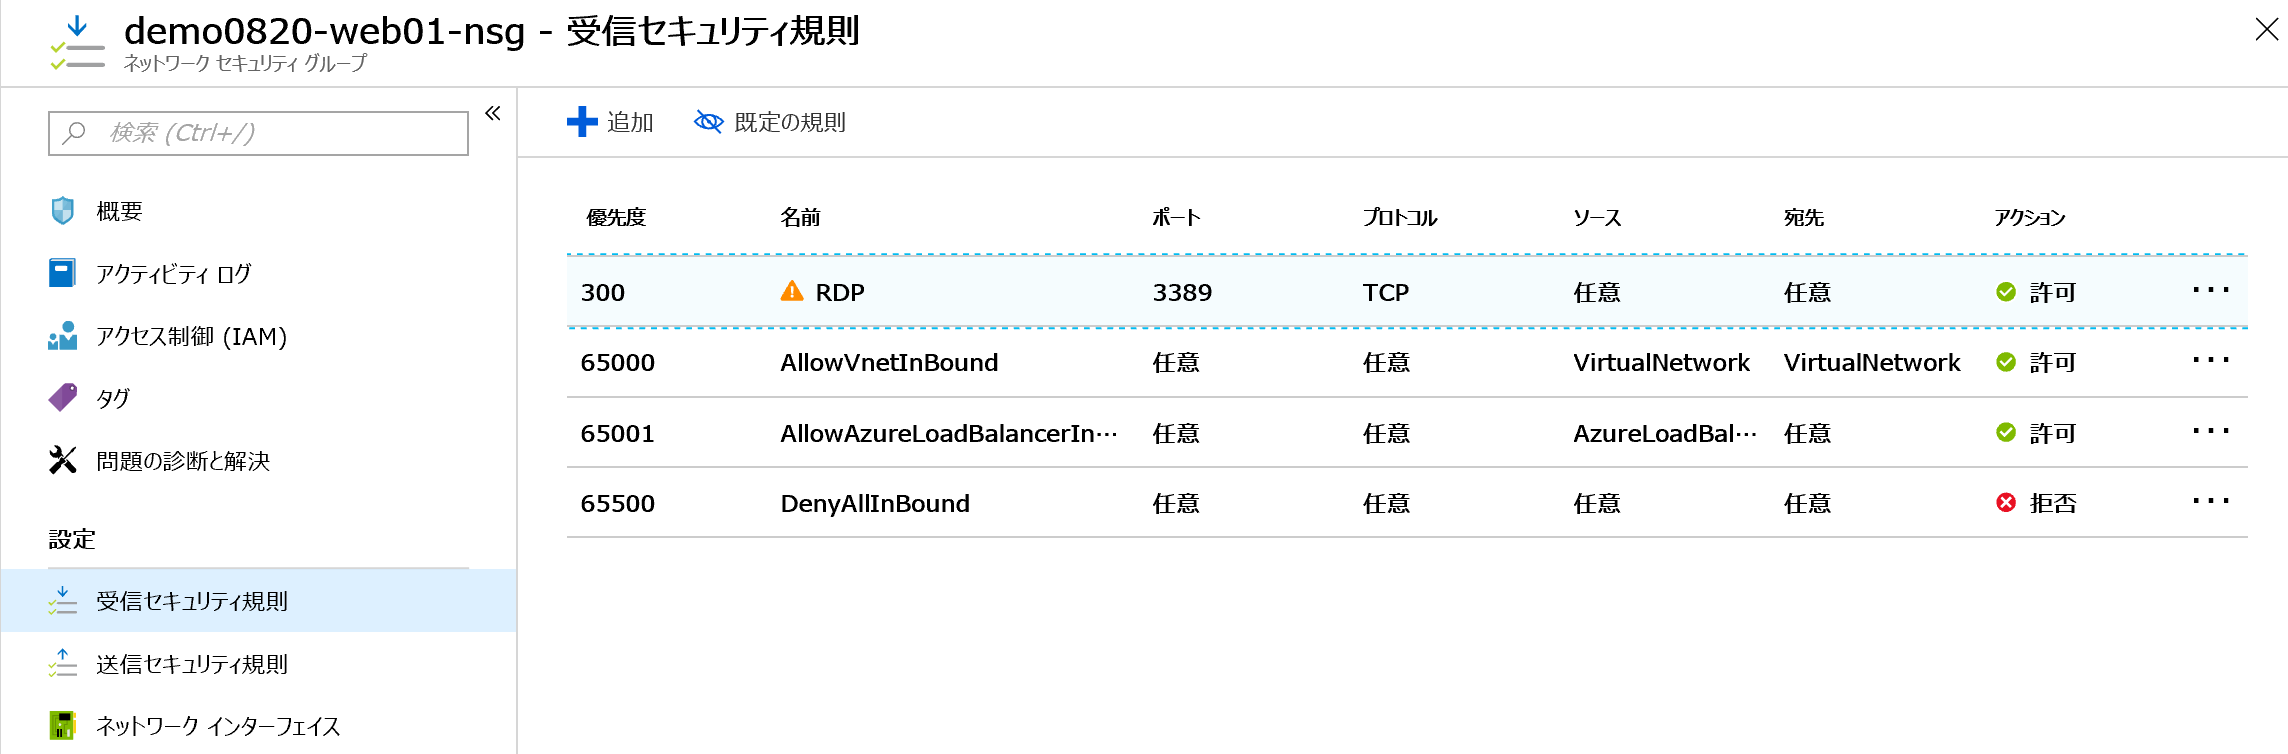 demo0820-web01-nsg - 受信セキュリティ規則
ネットワーク セキュリティ グループ
検索 (Ctrl+/)
概要
アクティビティ ログ
アクセス制御 (IAM)
タグ
問題の診断と解決
設定
受信セキュリティ規則
送信セキュリティ規則
ネットワーク インターフェイス
追加 既定の規則
優先度 名前 ポート プロトコル ソース 宛先 アクション
300 RDP 3389 TCP 任意 任意 許可 ...
65000 AllowVnetInBound 任意 任意 VirtualNetwork VirtualNetwork 許可 ...
65001 AllowAzureLoadBalancerIn... 任意 任意 AzureLoadBal... 任意 許可 ...
65500 DenyAllInBound 任意 任意 任意 任意 拒否 ...